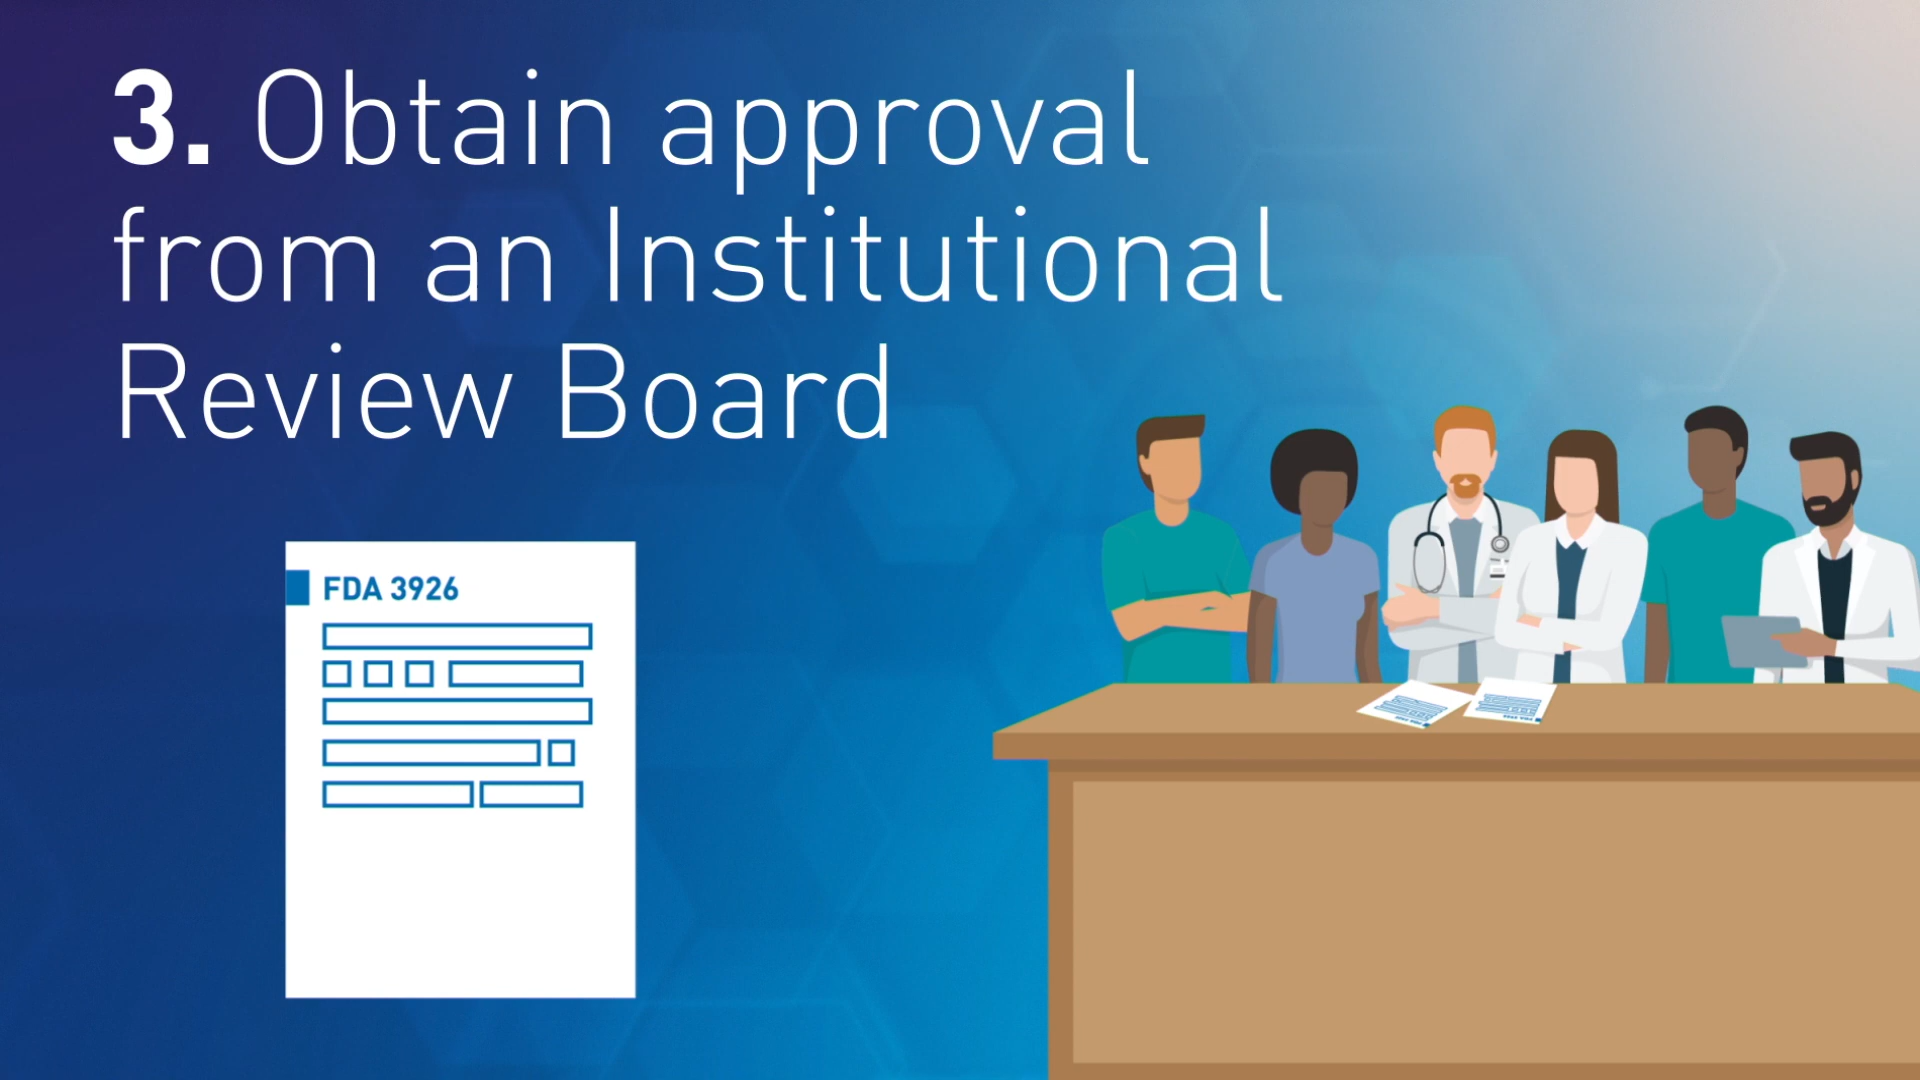 3. Obtain approval
from an Institutional
Review Board
FDA 3926